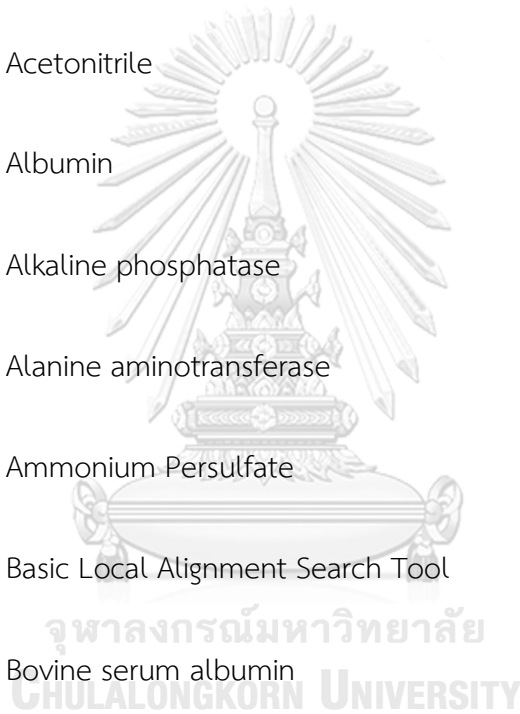 Acetonitrile
Albumin
Alkaline phosphatase
Alanine aminotransferase
Ammonium Persulfate
Basic Local Alignment Search Tool
จุฬาลงกรณ์มหาวิทยาลัย
Bovine serum albumin
CHULALONGKORN UNIVERSITY